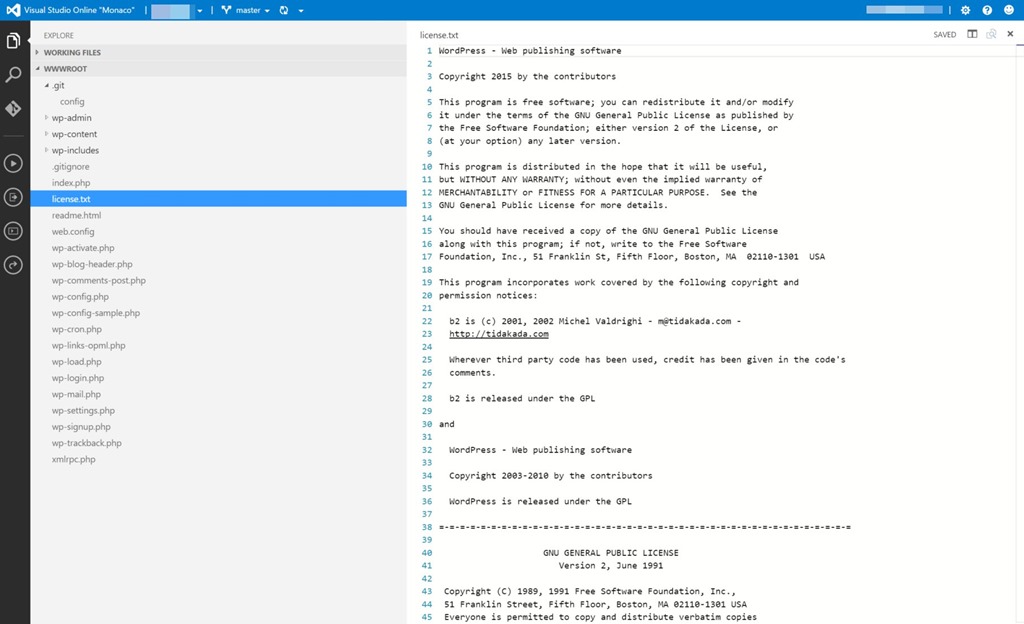 Visual Studio Online "Monaco" | | master |
EXPLORE
WORKING FILES
WWWROOT
.git
config
wp-admin
wp-content
wp-includes
.gitignore
index.php
license.txt
readme.html
web.config
wp-activate.php
wp-blog-header.php
wp-comments-post.php
wp-config.php
wp-config-sample.php
wp-cron.php
wp-links-opml.php
wp-load.php
wp-login.php
wp-mail.php
wp-settings.php
wp-signup.php
wp-trackback.php
xmlrpc.php
license.txt SAVED
1 WordPress - Web publishing software
2
3 Copyright 2015 by the contributors
4
5 This program is free software; you can redistribute it and/or modify
6 it under the terms of the GNU General Public License as published by
7 the Free Software Foundation; either version 2 of the License, or
8 (at your option) any later version.
9
10 This program is distributed in the hope that it will be useful,
11 but WITHOUT ANY WARRANTY; without even the implied warranty of
12 MERCHANTABILITY or FITNESS FOR A PARTICULAR PURPOSE.  See the
13 GNU General Public License for more details.
14
15 You should have received a copy of the GNU General Public License
16 along with this program; if not, write to the Free Software
17 Foundation, Inc., 51 Franklin St, Fifth Floor, Boston, MA  02110-1301  USA
18
19 This program incorporates work covered by the following copyright and
20 permission notices:
21
22 b2 is (c) 2001, 2002 Michel Valdrighi - m@tidakada.com -
23 http://tidakada.com
24
25 Wherever third party code has been used, credit has been given in the code's
26 comments.
27
28 b2 is released under the GPL
29
30 and
31
32 WordPress - Web publishing software
33
34 Copyright 2003-2010 by the contributors
35
36 WordPress is released under the GPL
37
38 =-=-=-=-=-=-=-=-=-=-=-=-=-=-=-=-=-=-=-=-=-=-=-=-=-=-=-=-=-=-=-=-=-=-=-=-=-=-=-=
39
40 GNU GENERAL PUBLIC LICENSE
41 Version 2, June 1991
42
43 Copyright (C) 1989, 1991 Free Software Foundation, Inc.,
44 51 Franklin Street, Fifth Floor, Boston, MA 02110-1301 USA
45 Everyone is permitted to copy and distribute verbatim copies